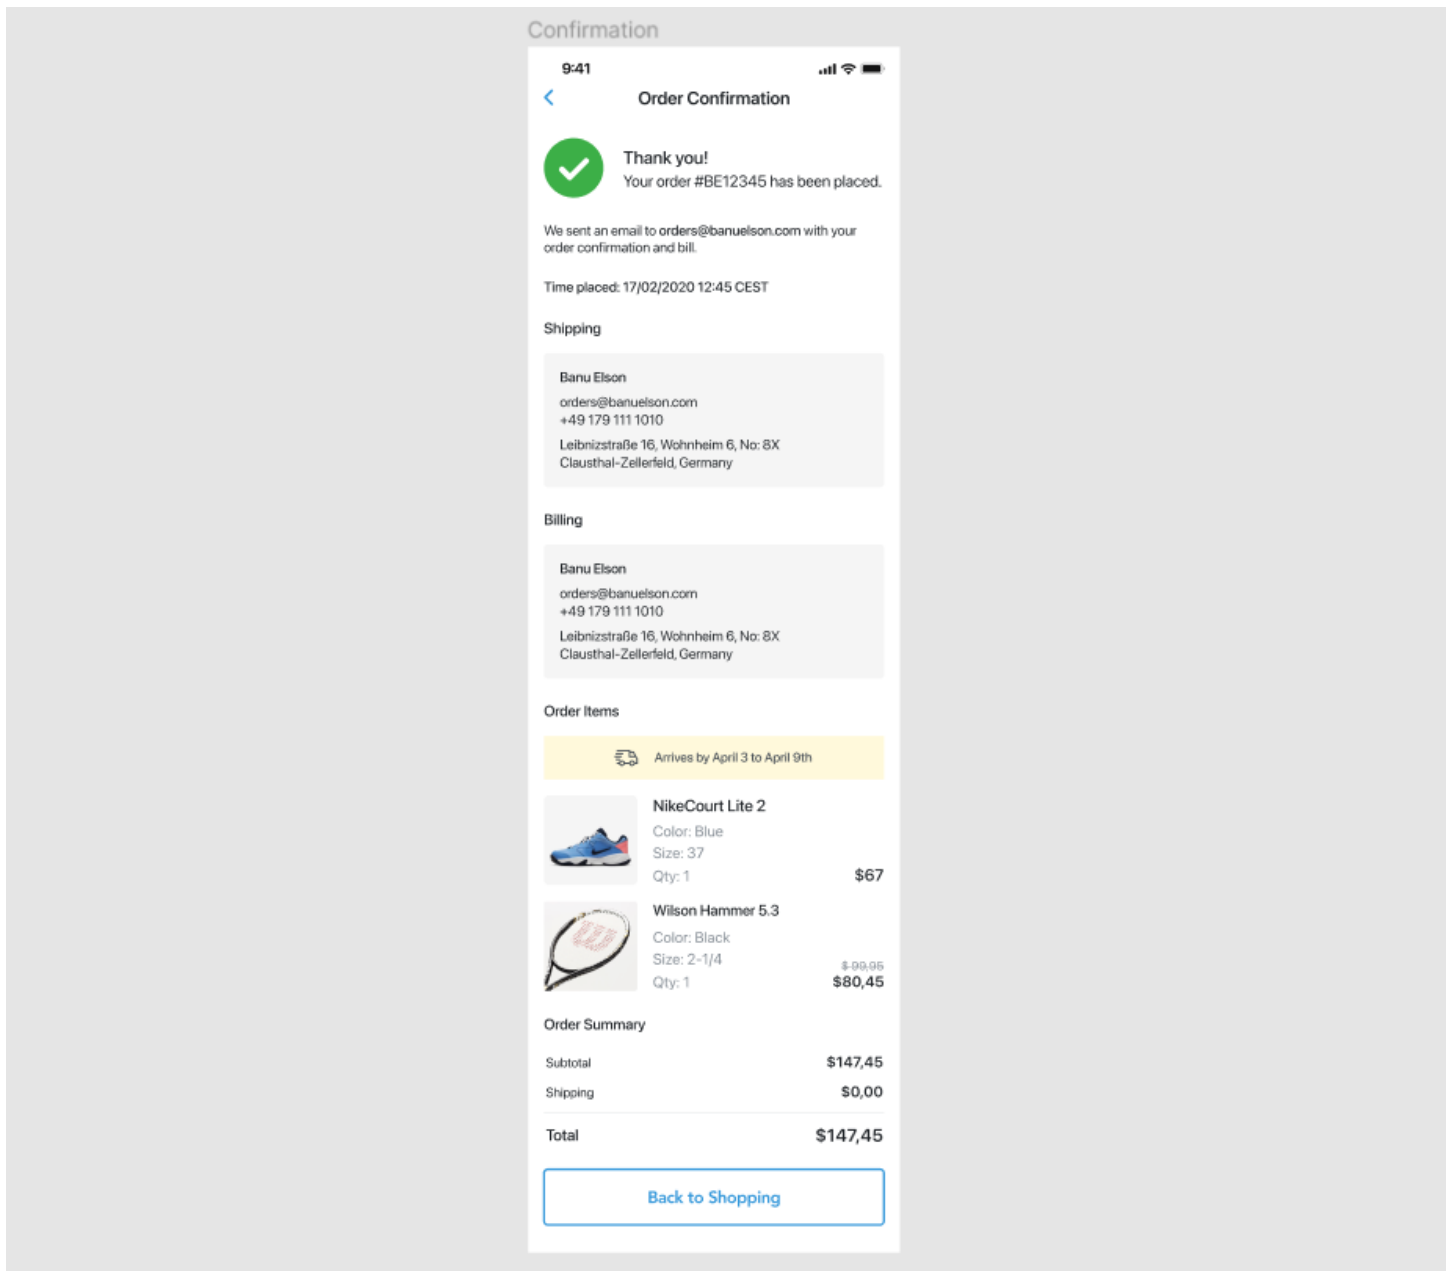 Confirmation
9:41
Order Confirmation
Thank you!
Your order #BE12345 has been placed.
We sent an email to orders@banuelson.com with your
order confirmation and bill.
Time placed: 17/02/2020 12:45 CEST
Shipping
Banu Elson
orders@banuelson.com
+49 179 111 1010
Leibnizstraße 16, Wohnheim 6, No: 8X
Clausthal-Zellerfeld, Germany
Billing
Banu Elson
orders@banuelson.com
+49 179 111 1010
Leibnizstraße 16, Wohnheim 6, No: 8X
Clausthal-Zellerfeld, Germany
Order Items
Arrives by April 3 to April 9th
NikeCourt Lite 2
Color: Blue
Size: 37
Qty: 1
$67
Wilson Hammer 5.3
Color: Black
Size: 2-1/4
$ 99,95
Qty: 1
$80,45
Order Summary
Subtotal
$147,45
Shipping
$0,00
Total
$147,45
Back to Shopping